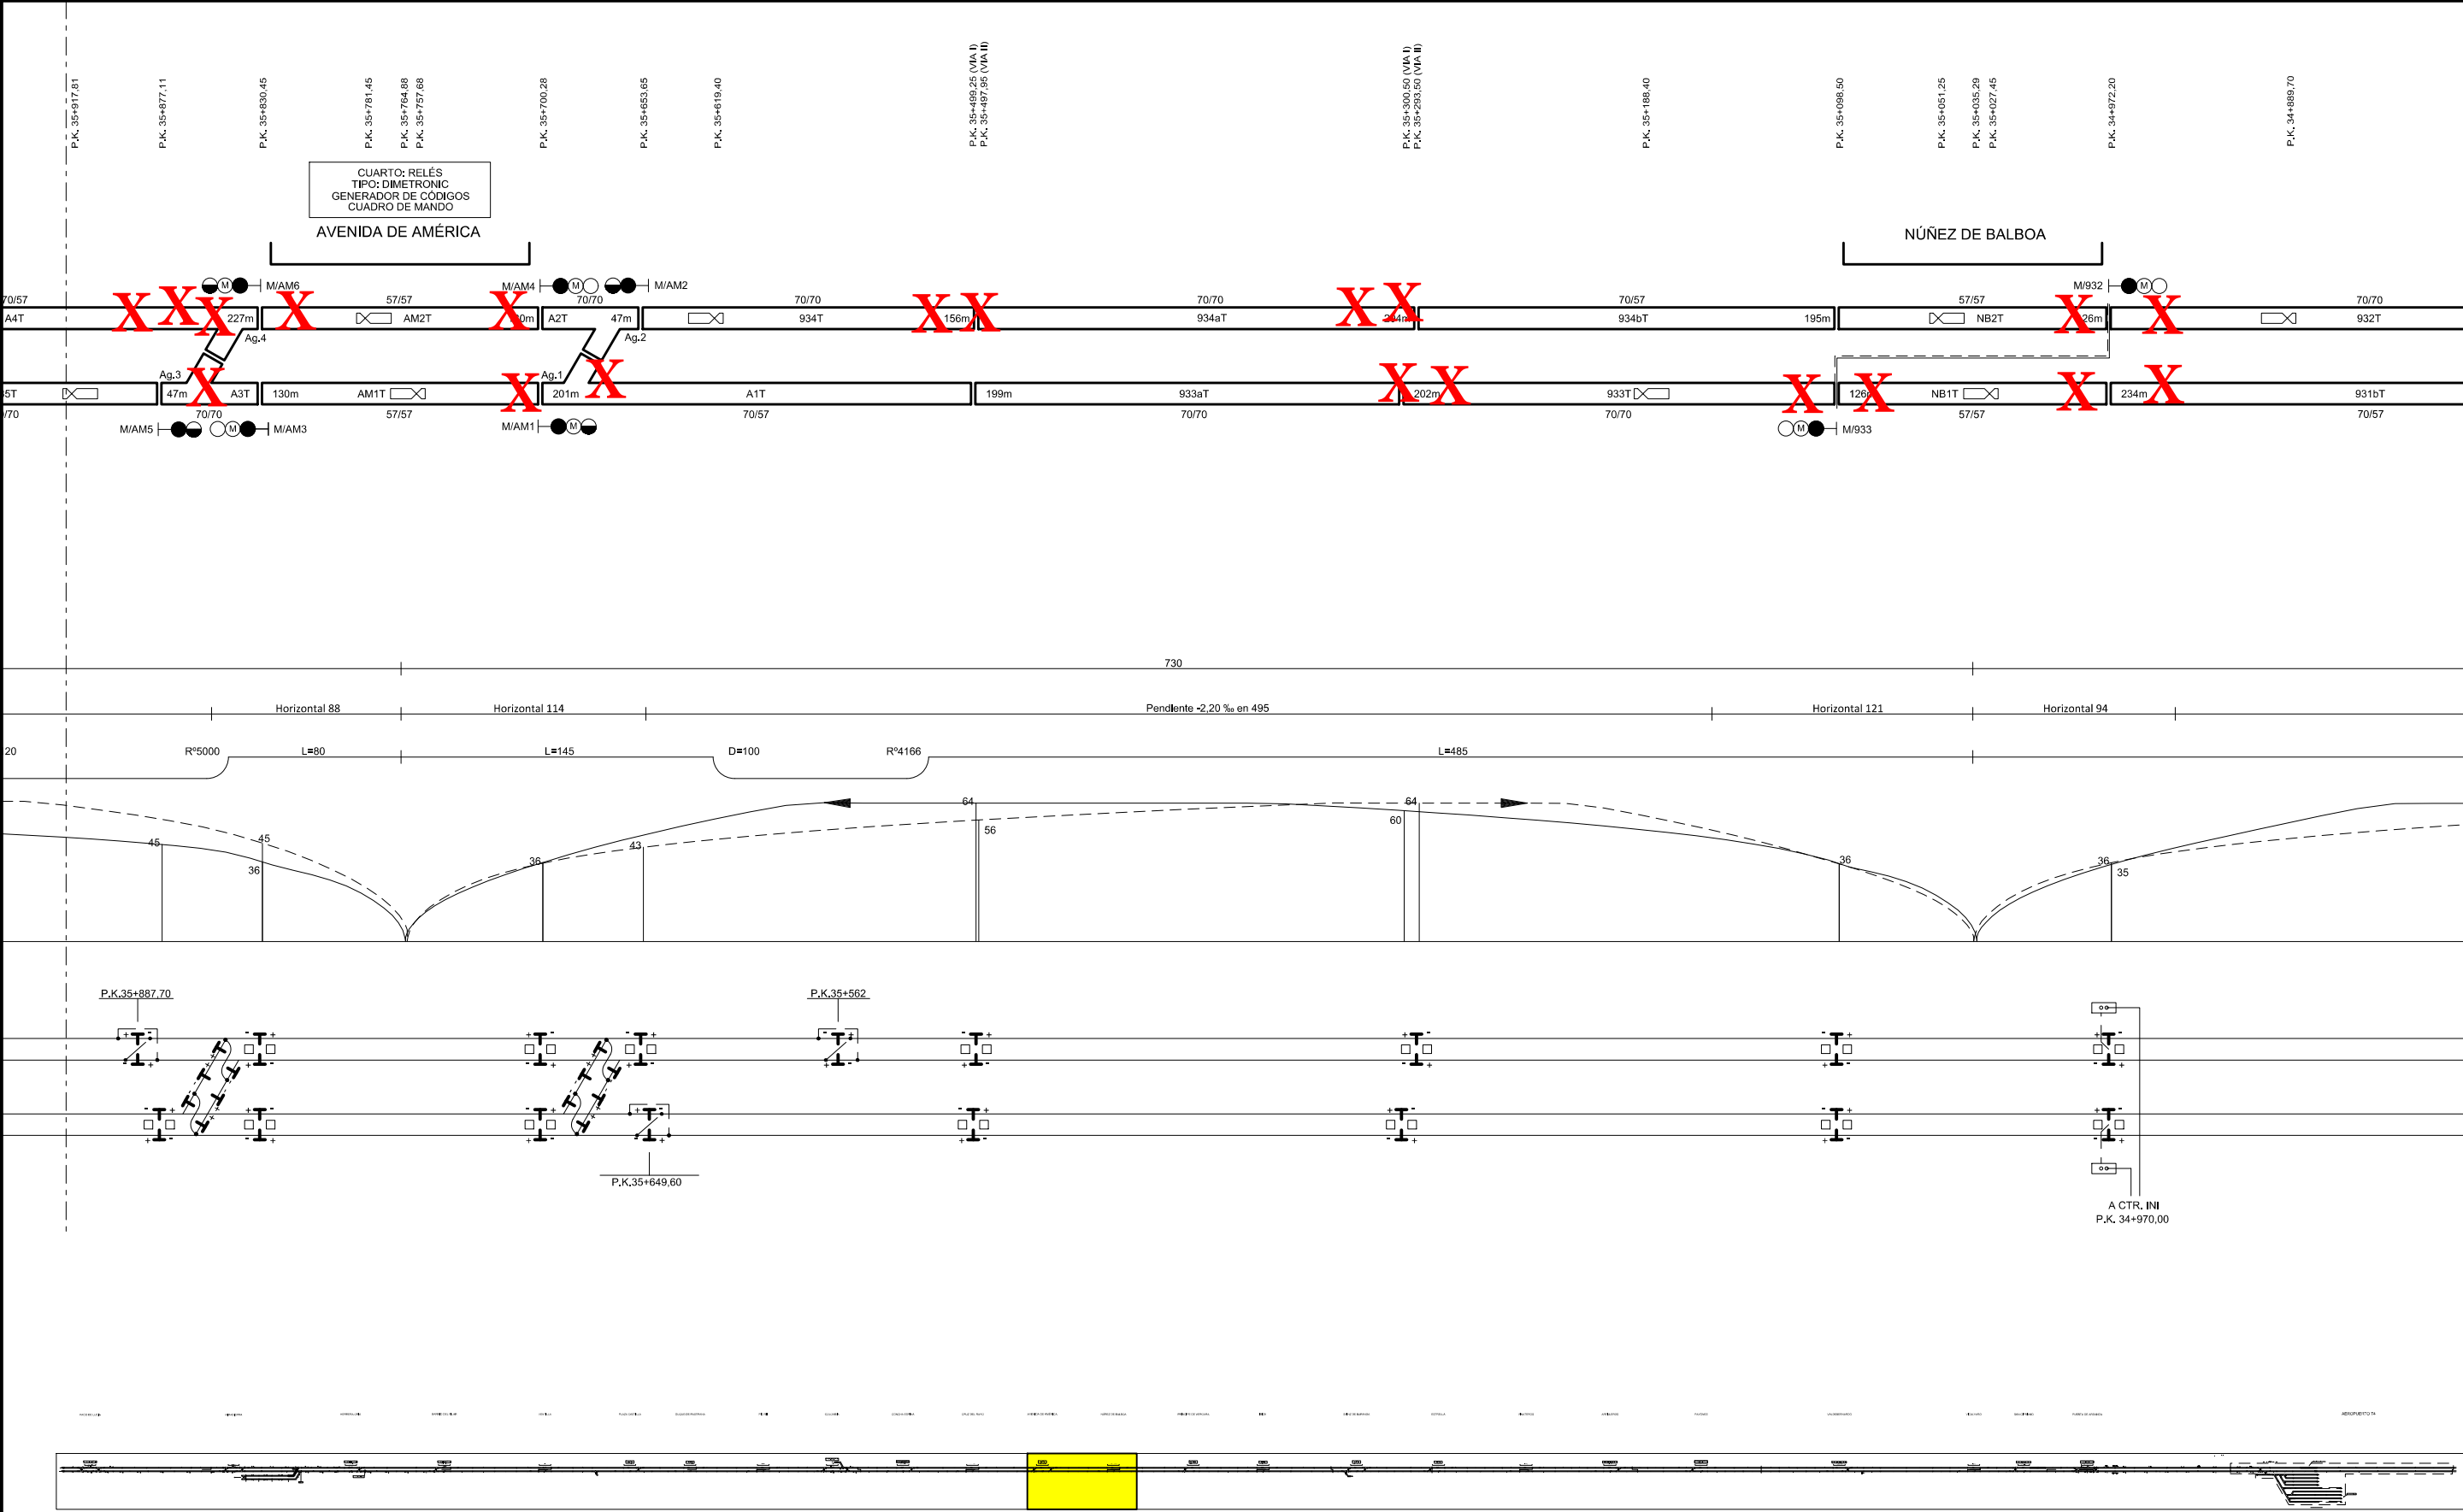 P.K. 35+917,81
P.K. 35+877,11
P.K. 35+830,45
P.K. 35+781,45
P.K. 35+764,88
P.K. 35+757,68
P.K. 35+700,28
P.K. 35+653,65
P.K. 35+619,40
P.K. 35+499,25 (VIA I)
P.K. 35+497,95 (VIA II)
P.K. 35+300,50 (VIA I)
P.K. 35+293,50 (VIA II)
P.K. 35+188,40
P.K. 35+098,50
P.K. 35+051,25
P.K. 35+035,29
P.K. 35+027,45
P.K. 34+972,20
P.K. 34+889,70
CUARTO: RELÉS
TIPO: DIMETRONIC
GENERADOR DE CÓDIGOS
CUADRO DE MANDO
AVENIDA DE AMÉRICA
NÚÑEZ DE BALBOA
M M/AM6 M/AM4 M M/AM2 M/932 M
70/57 57/57 70/70 70/70 70/70 70/57 57/57 70/70
X X X X X X X X X X X
A4T 227m AM2T A2T 47m 934T 156m 934aT 934bT 195m NB2T 932T
Ag.4 Ag.2
Ag.3 Ag.1
X X X X X X X X X
47m A3T 130m AM1T 201m A1T 199m 933aT 202m 933T NB1T 234m 931bT
70/70 57/57 70/57 70/70 70/70 57/57 70/57
M/AM5 M M/AM3 M/AM1 M M M/933
730
Horizontal 88 Horizontal 114 Pendiente -2,20 ‰ en 495 Horizontal 121 Horizontal 94
20 Rº5000 L=80 L=145 D=100 Rº4166 L=485
64 64
56 60
45 45 43
36 36 36 36
35
P.K.35+887,70 P.K.35+562
P.K.35+649,60
A CTR. INI
P.K. 34+970,00
AEROPUERTO T4